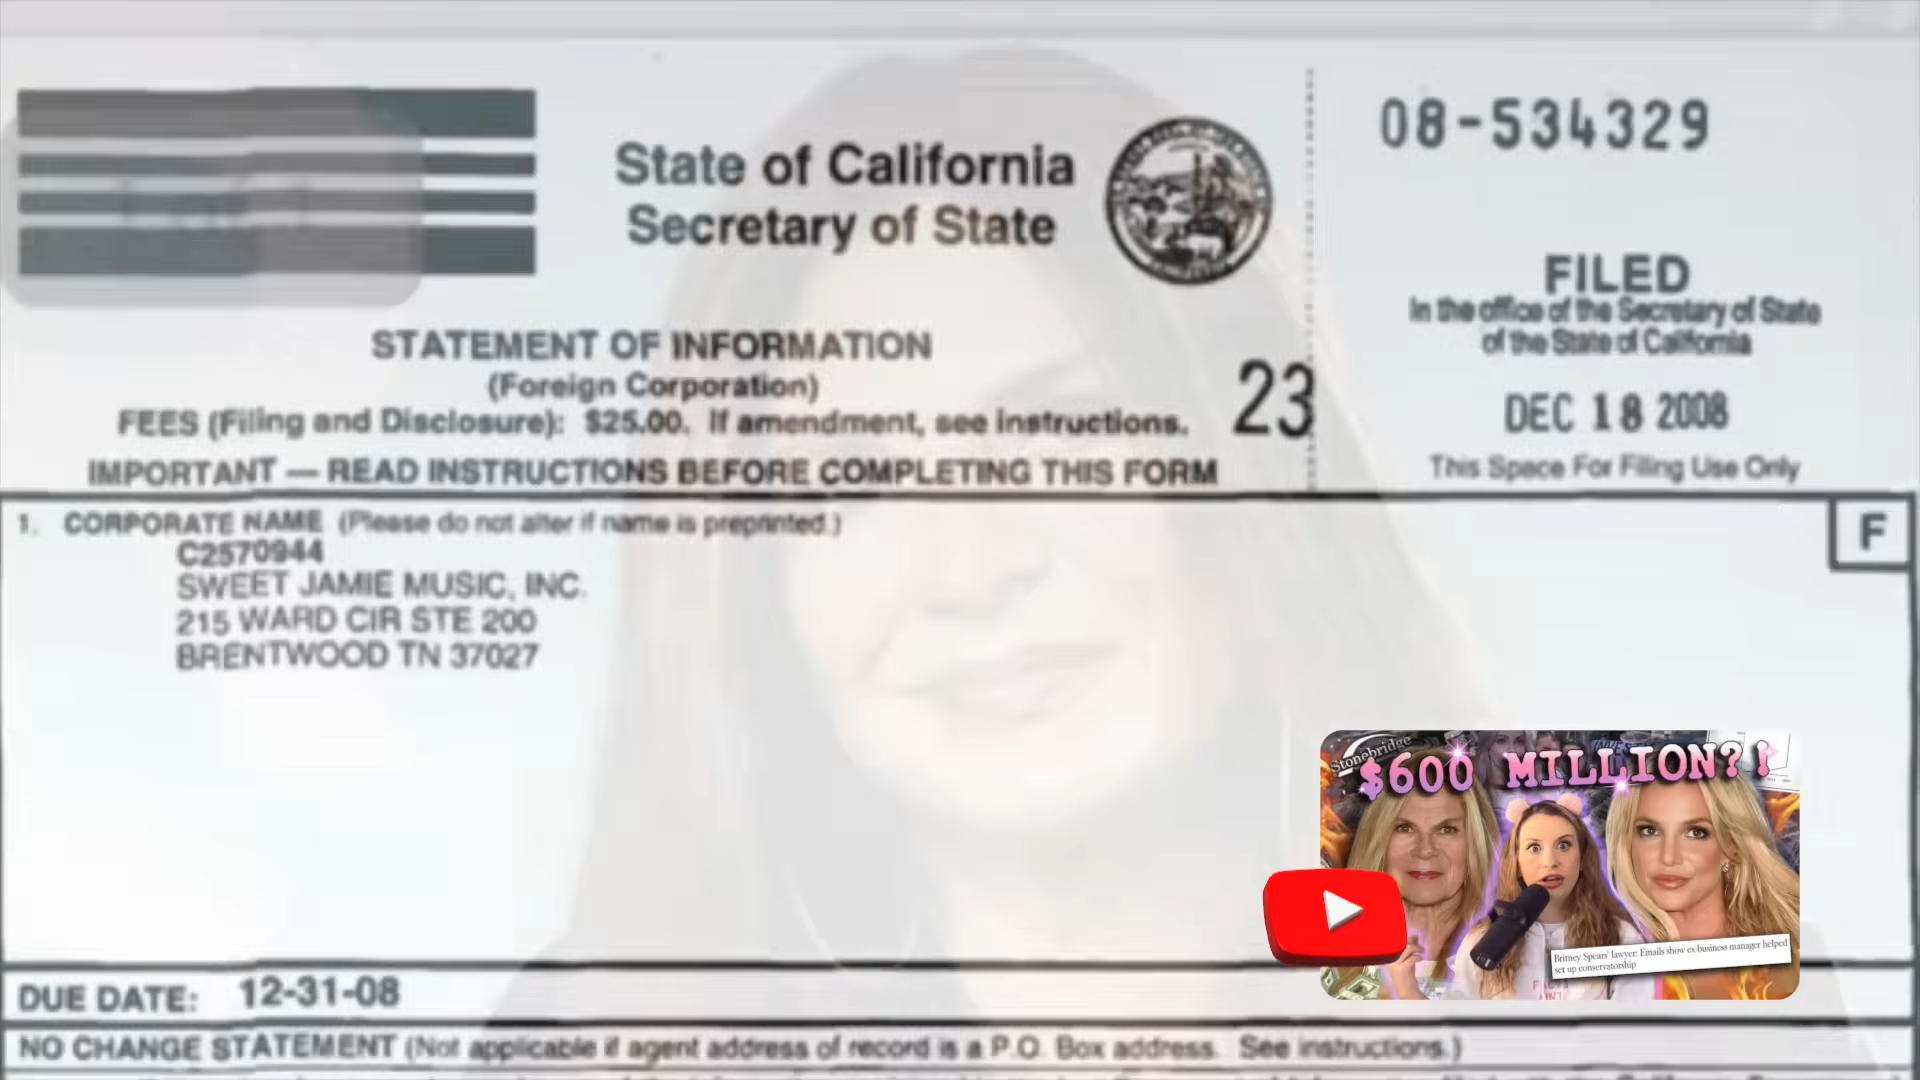 State of California
Secretary of State
08-534329
FILED
In the office of the Secretary of State
of the State of California
DEC 18 2008
This Space For Filing Use Only
STATEMENT OF INFORMATION
(Foreign Corporation)
FEES (Filing and Disclosure): $25.00. If amendment, see instructions.
23
IMPORTANT — READ INSTRUCTIONS BEFORE COMPLETING THIS FORM
1. CORPORATE NAME (Please do not alter if name is preprinted.)
F
C2570944
SWEET JAMIE MUSIC, INC.
215 WARD CIR STE 200
BRENTWOOD TN 37027
Stonebridge
$600 MILLION?!
Britney Spears' lawyer: Emails show ex-business manager helped
set up conservatorship
DUE DATE: 12-31-08
NO CHANGE STATEMENT (Not applicable if agent address of record is a P.O. Box address. See instructions.)